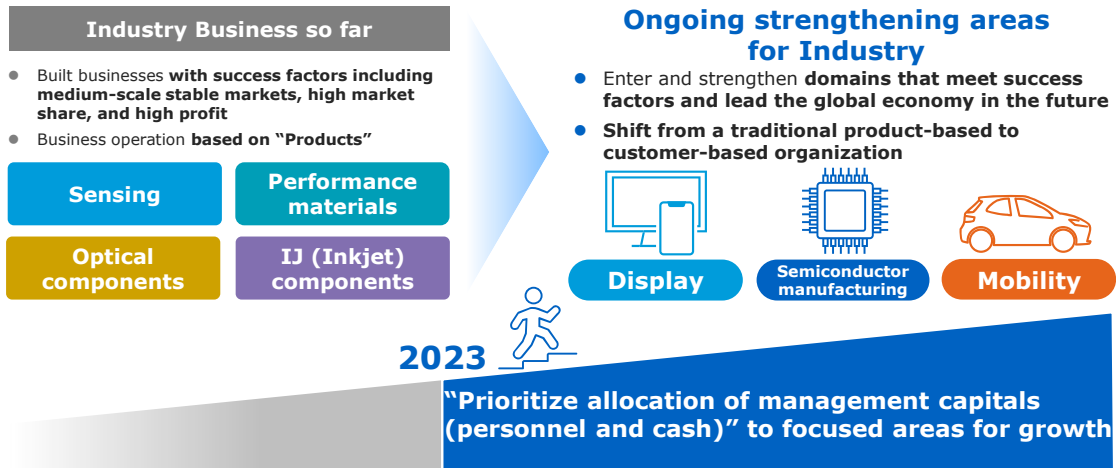 Industry Business so far
● Built businesses with success factors including
medium-scale stable markets, high market
share, and high profit
● Business operation based on “Products”
Sensing
Performance
materials
Optical
components
IJ (Inkjet)
components
Ongoing strengthening areas
for Industry
● Enter and strengthen domains that meet success
factors and lead the global economy in the future
● Shift from a traditional product-based to
customer-based organization
Display
Semiconductor
manufacturing
Mobility
2023
“Prioritize allocation of management capitals
(personnel and cash)” to focused areas for growth